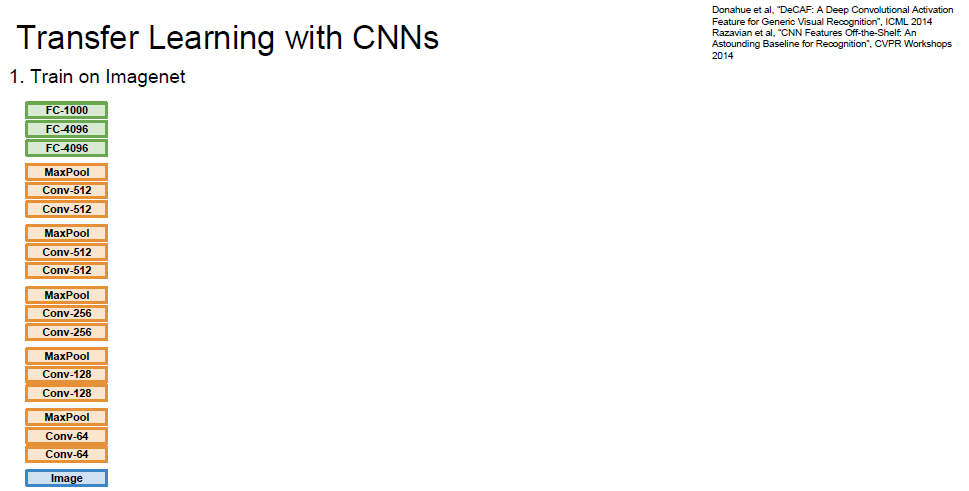 Transfer Learning with CNNs
Donahue et al, "DeCAF: A Deep Convolutional Activation
Feature for Generic Visual Recognition", ICML 2014
Razavian et al, "CNN Features Off-the-Shelf: An
Astounding Baseline for Recognition", CVPR Workshops
2014
1. Train on Imagenet
FC-1000
FC-4096
FC-4096
MaxPool
Conv-512
Conv-512
MaxPool
Conv-512
Conv-512
MaxPool
Conv-256
Conv-256
MaxPool
Conv-128
Conv-128
MaxPool
Conv-64
Conv-64
Image